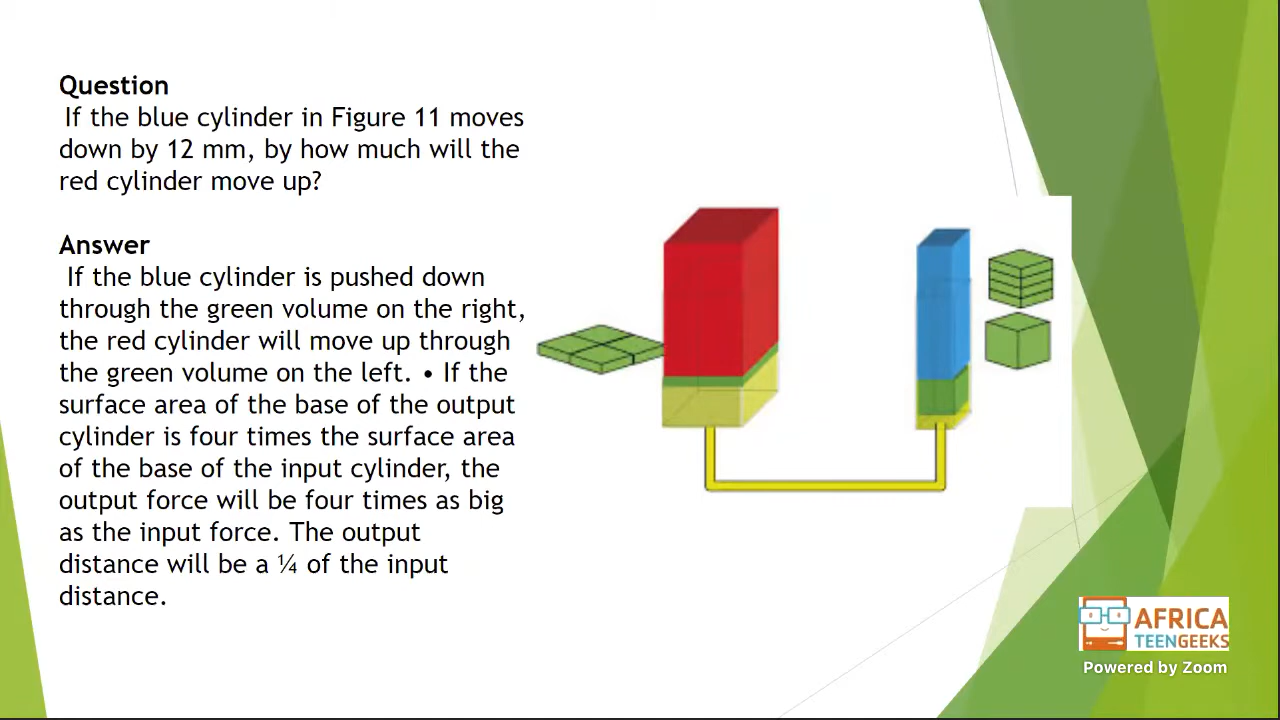 Question
If the blue cylinder in Figure 11 moves
down by 12 mm, by how much will the
red cylinder move up?
Answer
If the blue cylinder is pushed down
through the green volume on the right,
the red cylinder will move up through
the green volume on the left. • If the
surface area of the base of the output
cylinder is four times the surface area
of the base of the input cylinder, the
output force will be four times as big
as the input force. The output
distance will be a ¼ of the input
distance.
AFRICA
TEENGEEKS
Powered by Zoom